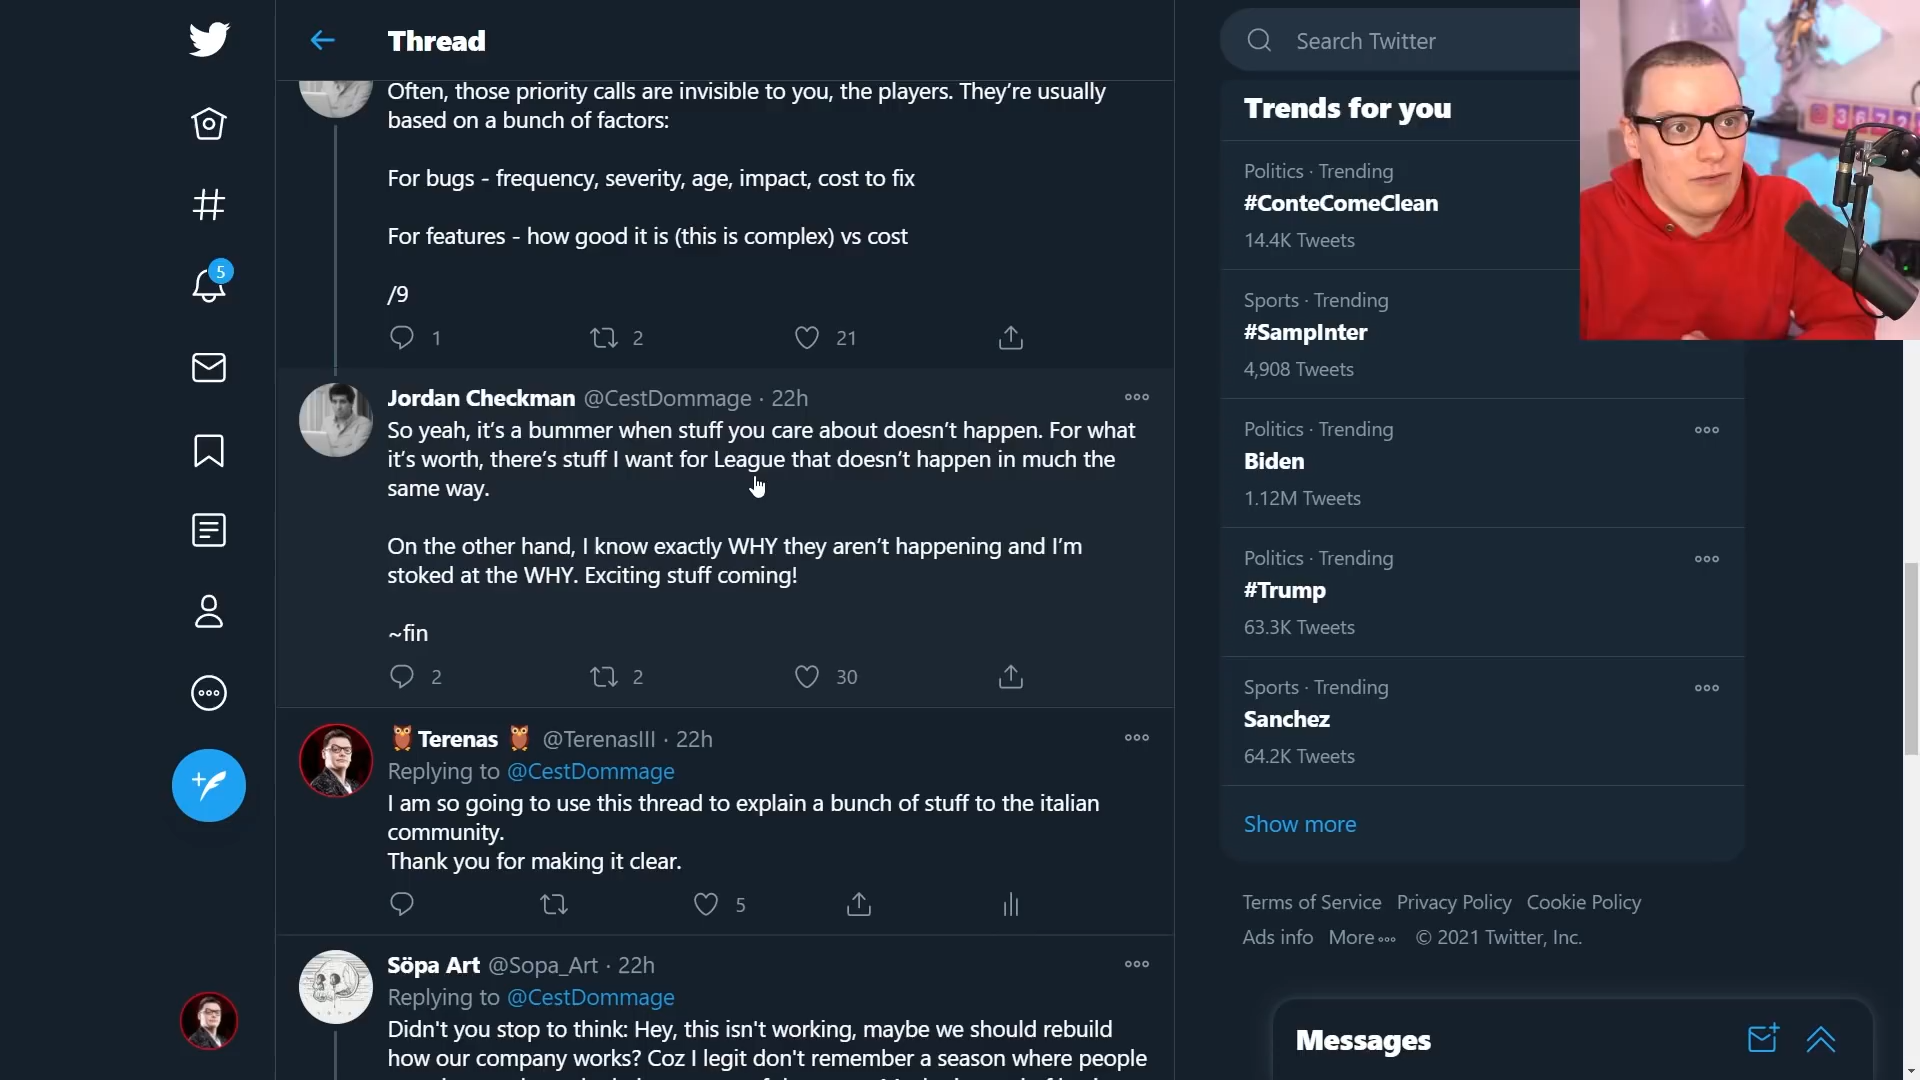 Thread
Often, those priority calls are invisible to you, the players. They're usually
based on a bunch of factors:
For bugs - frequency, severity, age, impact, cost to fix
For features - how good it is (this is complex) vs cost
/9
1
2
21
Jordan Checkman @CestDommage · 22h
So yeah, it's a bummer when stuff you care about doesn't happen. For what
it's worth, there's stuff I want for League that doesn't happen in much the
same way.
On the other hand, I know exactly WHY they aren't happening and I'm
stoked at the WHY. Exciting stuff coming!
~fin
2
2
30
🦉Terenas 🦉 @TerenasIII · 22h
Replying to @CestDommage
I am so going to use this thread to explain a bunch of stuff to the italian
community.
Thank you for making it clear.
5
Söpa Art @Sopa_Art · 22h
Replying to @CestDommage
Didn't you stop to think: Hey, this isn't working, maybe we should rebuild
how our company works? Coz I legit don't remember a season where people
5
Search Twitter
Trends for you
Politics · Trending
#ConteComeClean
14.4K Tweets
Sports · Trending
#SampInter
4,908 Tweets
Politics · Trending
Biden
1.12M Tweets
Politics · Trending
#Trump
63.3K Tweets
Sports · Trending
Sanchez
64.2K Tweets
Show more
Terms of Service Privacy Policy Cookie Policy
Ads info More © 2021 Twitter, Inc.
Messages